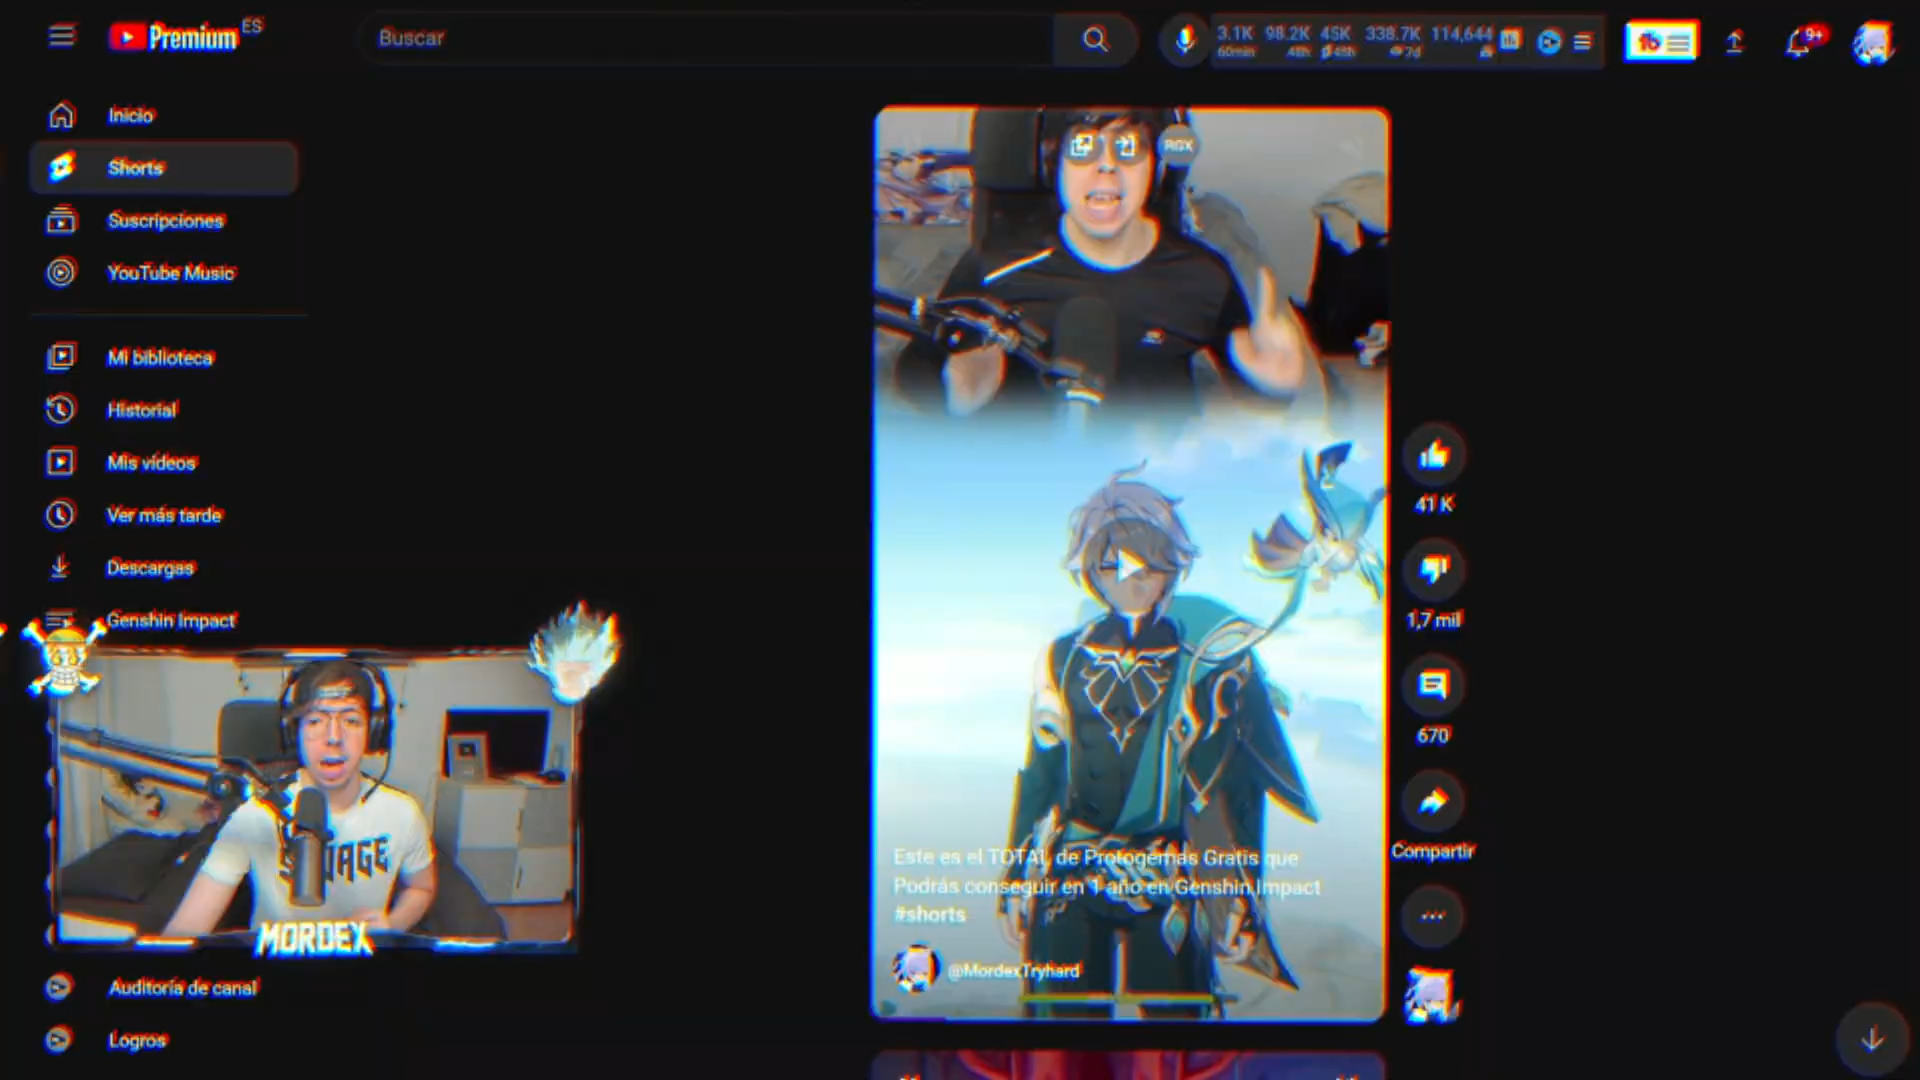 Premium ES
Buscar
3.1K 98.2K 45K 338.7K 114,644
60min 48h 48h 7d
9+
Inicio
Shorts
Suscripciones
YouTube Music
Mi biblioteca
Historial
Mis vídeos
Ver más tarde
Descargas
Genshin Impact
MORDEX
Auditoría de canal
Logros
RGX
Este es el TOTAL de Protogemas Gratis que
Podrás conseguir en 1 año en Genshin Impact
#shorts
@MordexTryhard
41 K
1,7 mil
670
Compartir